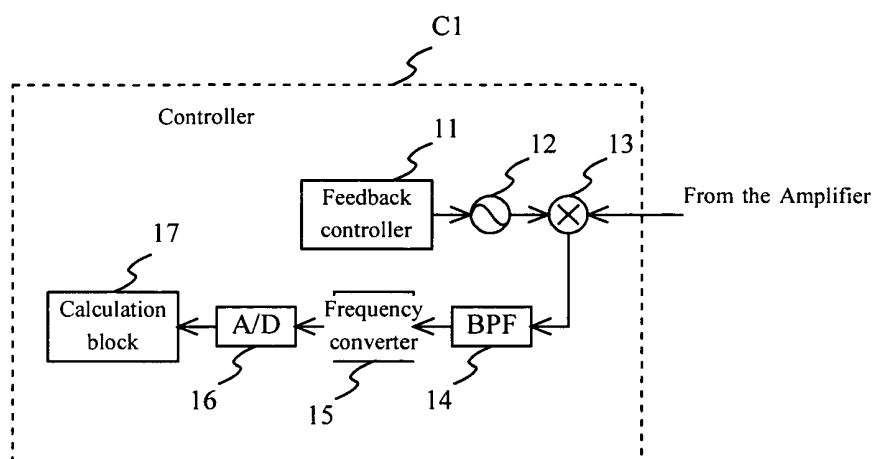 C1
Controller
11
12
13
Feedback
controller
From the Amplifier
17
Calculation
block
A/D
Frequency
converter
BPF
16
15
14